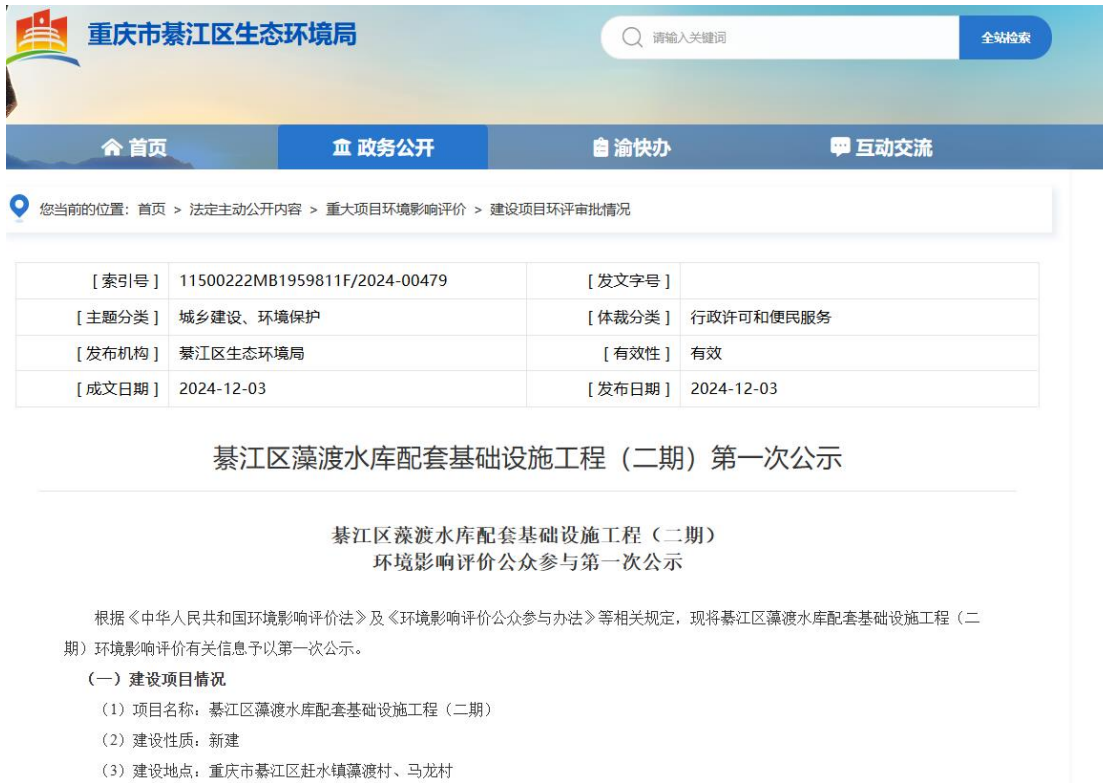 重庆市綦江区生态环境局
请输入关键词
全站检索
首页
政务公开
渝快办
互动交流
您当前的位置：首页 > 法定主动公开内容 > 重大项目环境影响评价 > 建设项目环评审批情况
[ 索引号 ] 11500222MB1959811F/2024-00479 [ 发文字号 ]
[ 主题分类 ] 城乡建设、环境保护 [ 体裁分类 ] 行政许可和便民服务
[ 发布机构 ] 綦江区生态环境局 [ 有效性 ] 有效
[ 成文日期 ] 2024-12-03 [ 发布日期 ] 2024-12-03
綦江区藻渡水库配套基础设施工程（二期）第一次公示
綦江区藻渡水库配套基础设施工程（二期）
环境影响评价公众参与第一次公示
根据《中华人民共和国环境影响评价法》及《环境影响评价公众参与办法》等相关规定，现将綦江区藻渡水库配套基础设施工程（二
期）环境影响评价有关信息予以第一次公示。
（一）建设项目情况
（1）项目名称：綦江区藻渡水库配套基础设施工程（二期）
（2）建设性质：新建
（3）建设地点：重庆市綦江区赶水镇藻渡村、马龙村